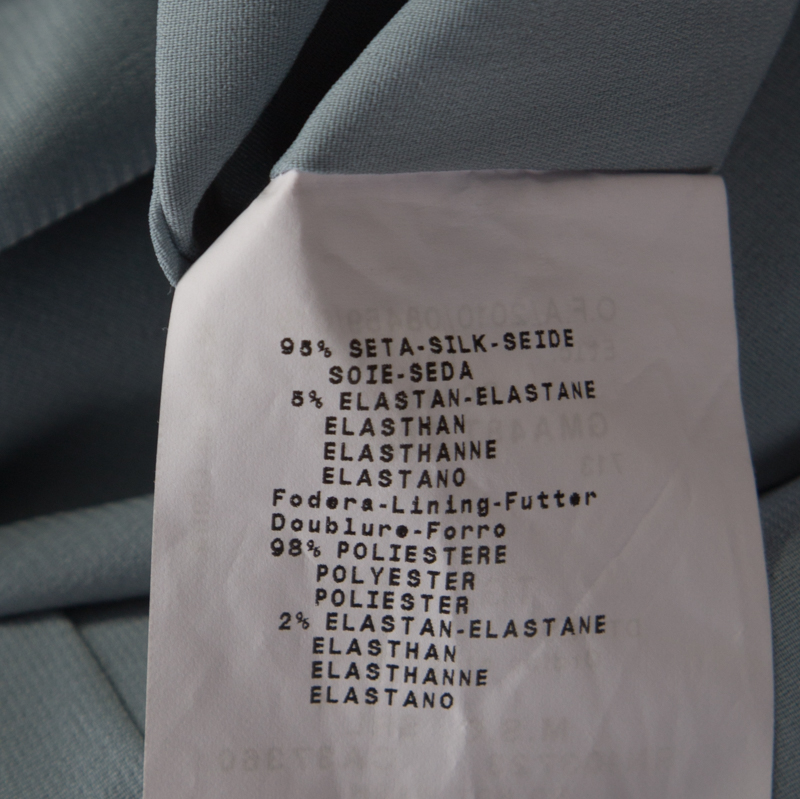 95% SETA-SILK-SEIDE
SOIE-SEDA
5% ELASTAN-ELASTANE
ELASTHAN
ELASTHANNE
ELASTANO
Fodera-Lining-Futter
Doublure-Forro
98% POLIESTERE
POLYESTER
POLIESTER
2% ELASTAN-ELASTANE
ELASTHAN
ELASTHANNE
ELASTANO